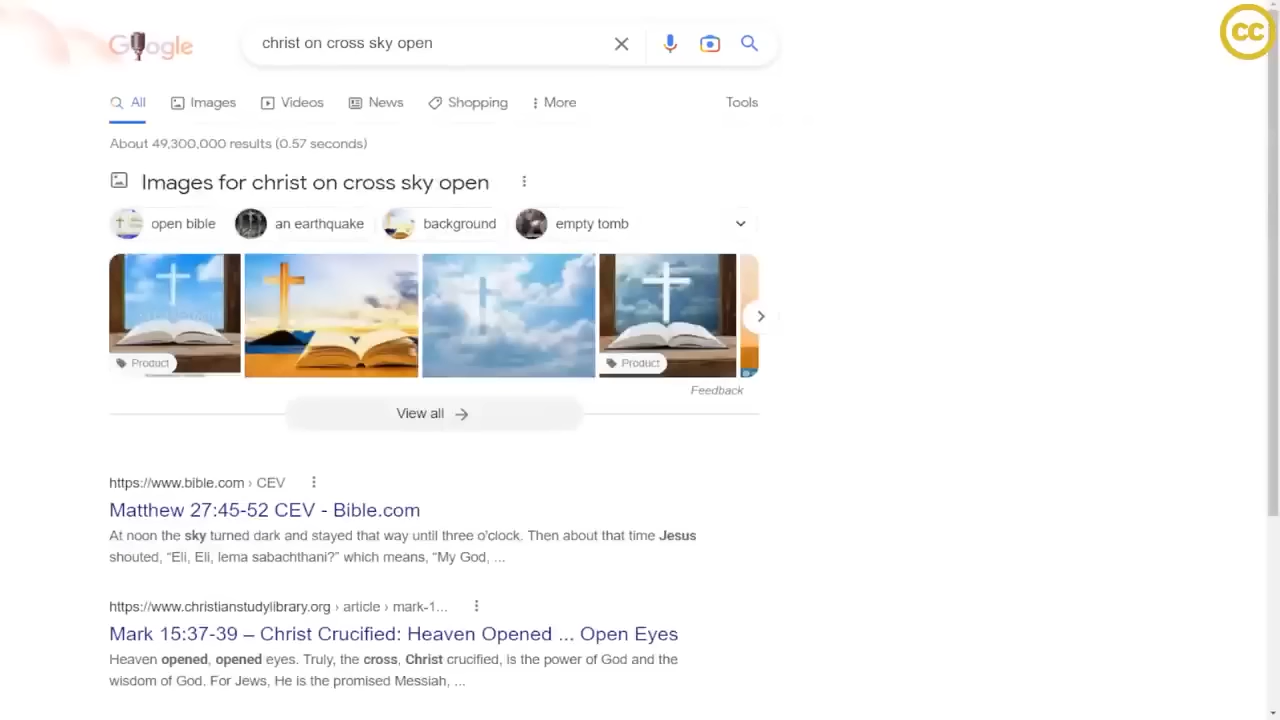 Google
christ on cross sky open
CC
All Images Videos News Shopping More Tools
About 49,300,000 results (0.57 seconds)
Images for christ on cross sky open
open bible an earthquake background empty tomb
Product Product
Feedback
View all
https://www.bible.com › CEV
Matthew 27:45-52 CEV - Bible.com
At noon the sky turned dark and stayed that way until three o'clock. Then about that time Jesus
shouted, “Eli, Eli, lema sabachthani?” which means, “My God, ...
https://www.christianstudylibrary.org › article › mark-1...
Mark 15:37-39 – Christ Crucified: Heaven Opened ... Open Eyes
Heaven opened, opened eyes. Truly, the cross, Christ crucified, is the power of God and the
wisdom of God. For Jews, He is the promised Messiah, ...